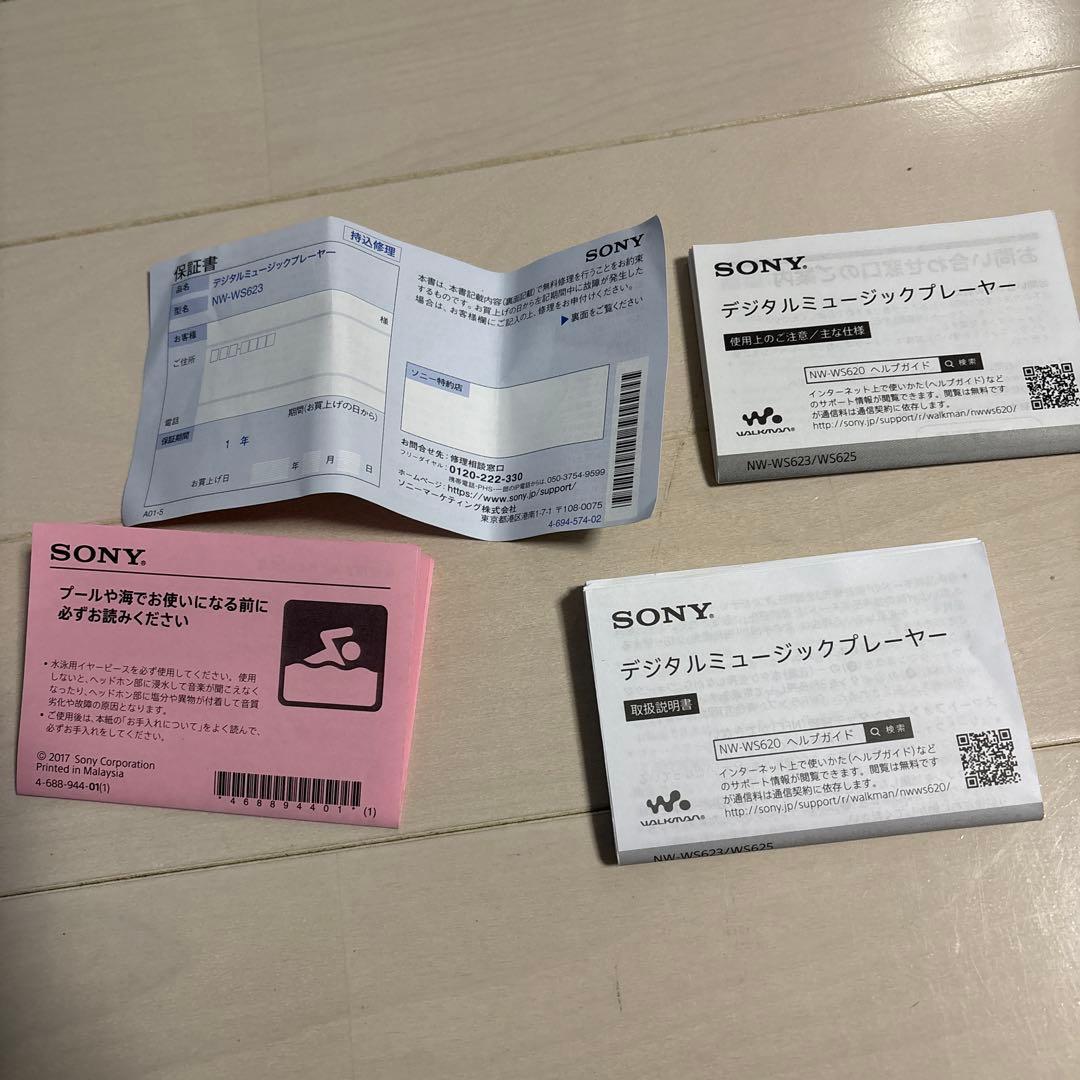 保証書
持込修理
SONY
品名
デジタルミュージックプレーヤー
型名
NW-WS623
お客様
様
ご住所
電話
保証期間
期間(お買上げの日から)
1 年
お買上げ日
年
月
日
A01-5
本書は、本書記載内容(裏面記載)で無料修理を行うことをお約束
するものです。お買上げの日から左記期間中に故障が発生した
場合は、お客様欄にご記入の上、修理をお申付けください。
▶裏面をご覧ください
ソニー特約店
お問合せ先:修理相談窓口
フリーダイヤル:0120-222-330
携帯電話・PHS・一部のIP電話からは、050-3754-9599
ホームページ:https://www.sony.jp/support/
ソニーマーケティング株式会社
東京都港区港南1-7-1 〒108-0075
4-694-574-02
SONY®
デジタルミュージックプレーヤー
使用上のご注意/主な仕様
NW-WS620 ヘルプガイド
検索
インターネット上で使いかた(ヘルプガイド)など
のサポート情報が閲覧できます。閲覧は無料です
が通信料は通信契約に依存します。
http://sony.jp/support/r/walkman/nwws620/
WALKMAN®
NW-WS623/WS625
SONY®
プールや海でお使いになる前に
必ずお読みください
• 水泳用イヤーピースを必ず使用してください。使用
しないと、ヘッドホン部に浸水して音楽が聞こえなく
なったり、ヘッドホン部に塩分や異物が付着して音質
劣化や故障の原因となります。
• ご使用後は、本紙の「お手入れについて」をよく読んで、
必ずお手入れをしてください。
© 2017 Sony Corporation
Printed in Malaysia
4-688-944-01(1)
*468894401*(1)
SONY®
デジタルミュージックプレーヤー
取扱説明書
NW-WS620 ヘルプガイド
検索
インターネット上で使いかた(ヘルプガイド)など
のサポート情報が閲覧できます。閲覧は無料です
が通信料は通信契約に依存します。
http://sony.jp/support/r/walkman/nwws620/
WALKMAN®
NW-WS623/WS625